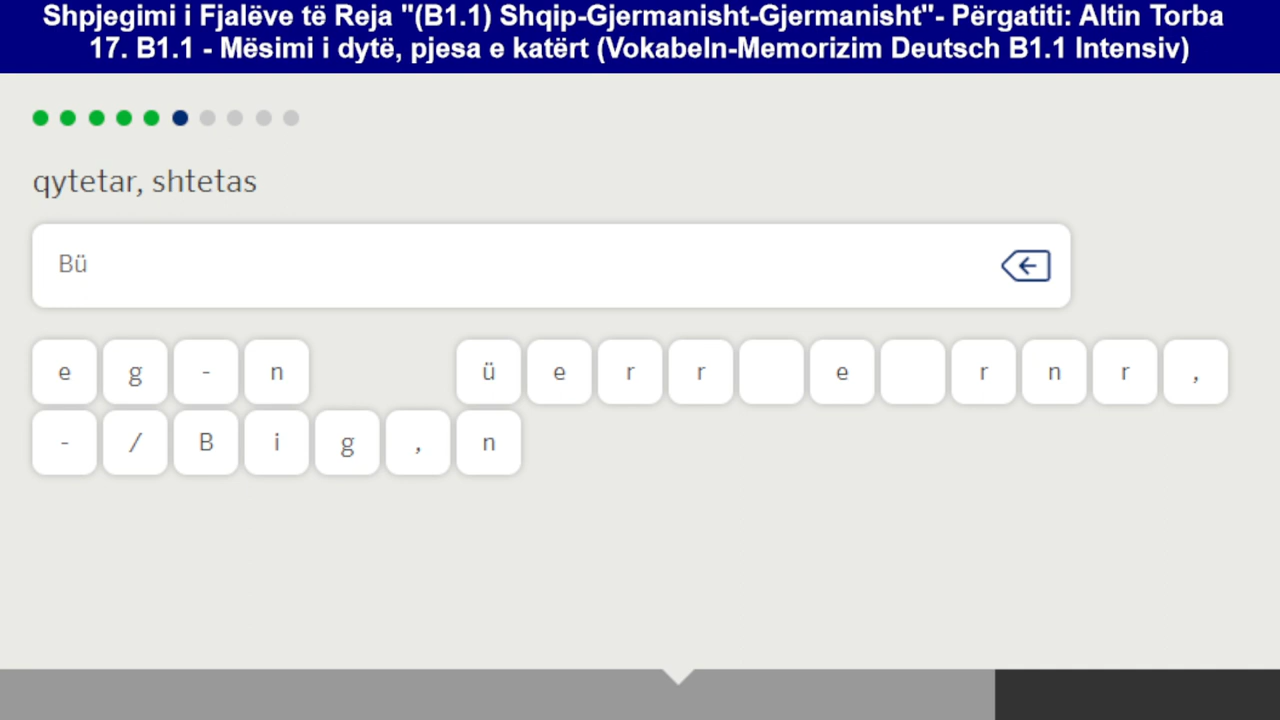 Shpjegimi i Fjalëve të Reja "(B1.1) Shqip-Gjermanisht-Gjermanisht"- Përgatiti: Altin Torba
17. B1.1 - Mësimi i dytë, pjesa e katërt (Vokabeln-Memorizim Deutsch B1.1 Intensiv)
qytetar, shtetas
Bü
e g - n ü e r r e r n r ,
- / B i g , n